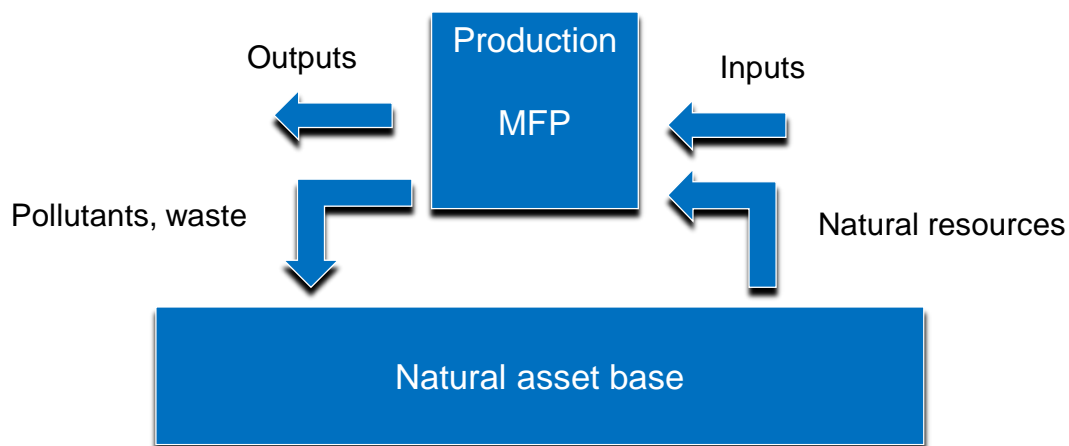 Production
Outputs
Inputs
MFP
Pollutants, waste
Natural resources
Natural asset base